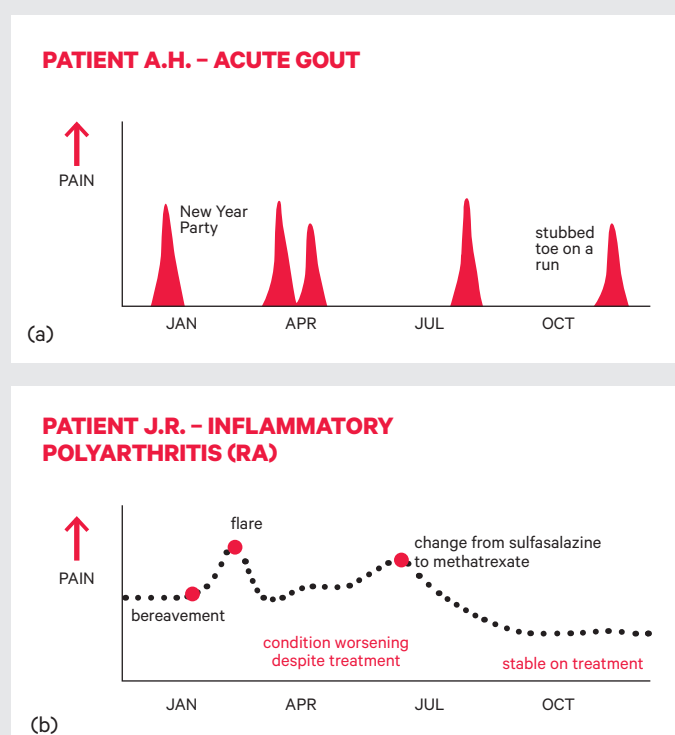 PATIENT A.H. – ACUTE GOUT
PAIN
New Year
Party
stubbed
toe on a
run
JAN APR JUL OCT
(a)
PATIENT J.R. – INFLAMMATORY
POLYARTHRITIS (RA)
PAIN
flare
change from sulfasalazine
to methatrexate
bereavement
condition worsening
despite treatment
stable on treatment
JAN APR JUL OCT
(b)